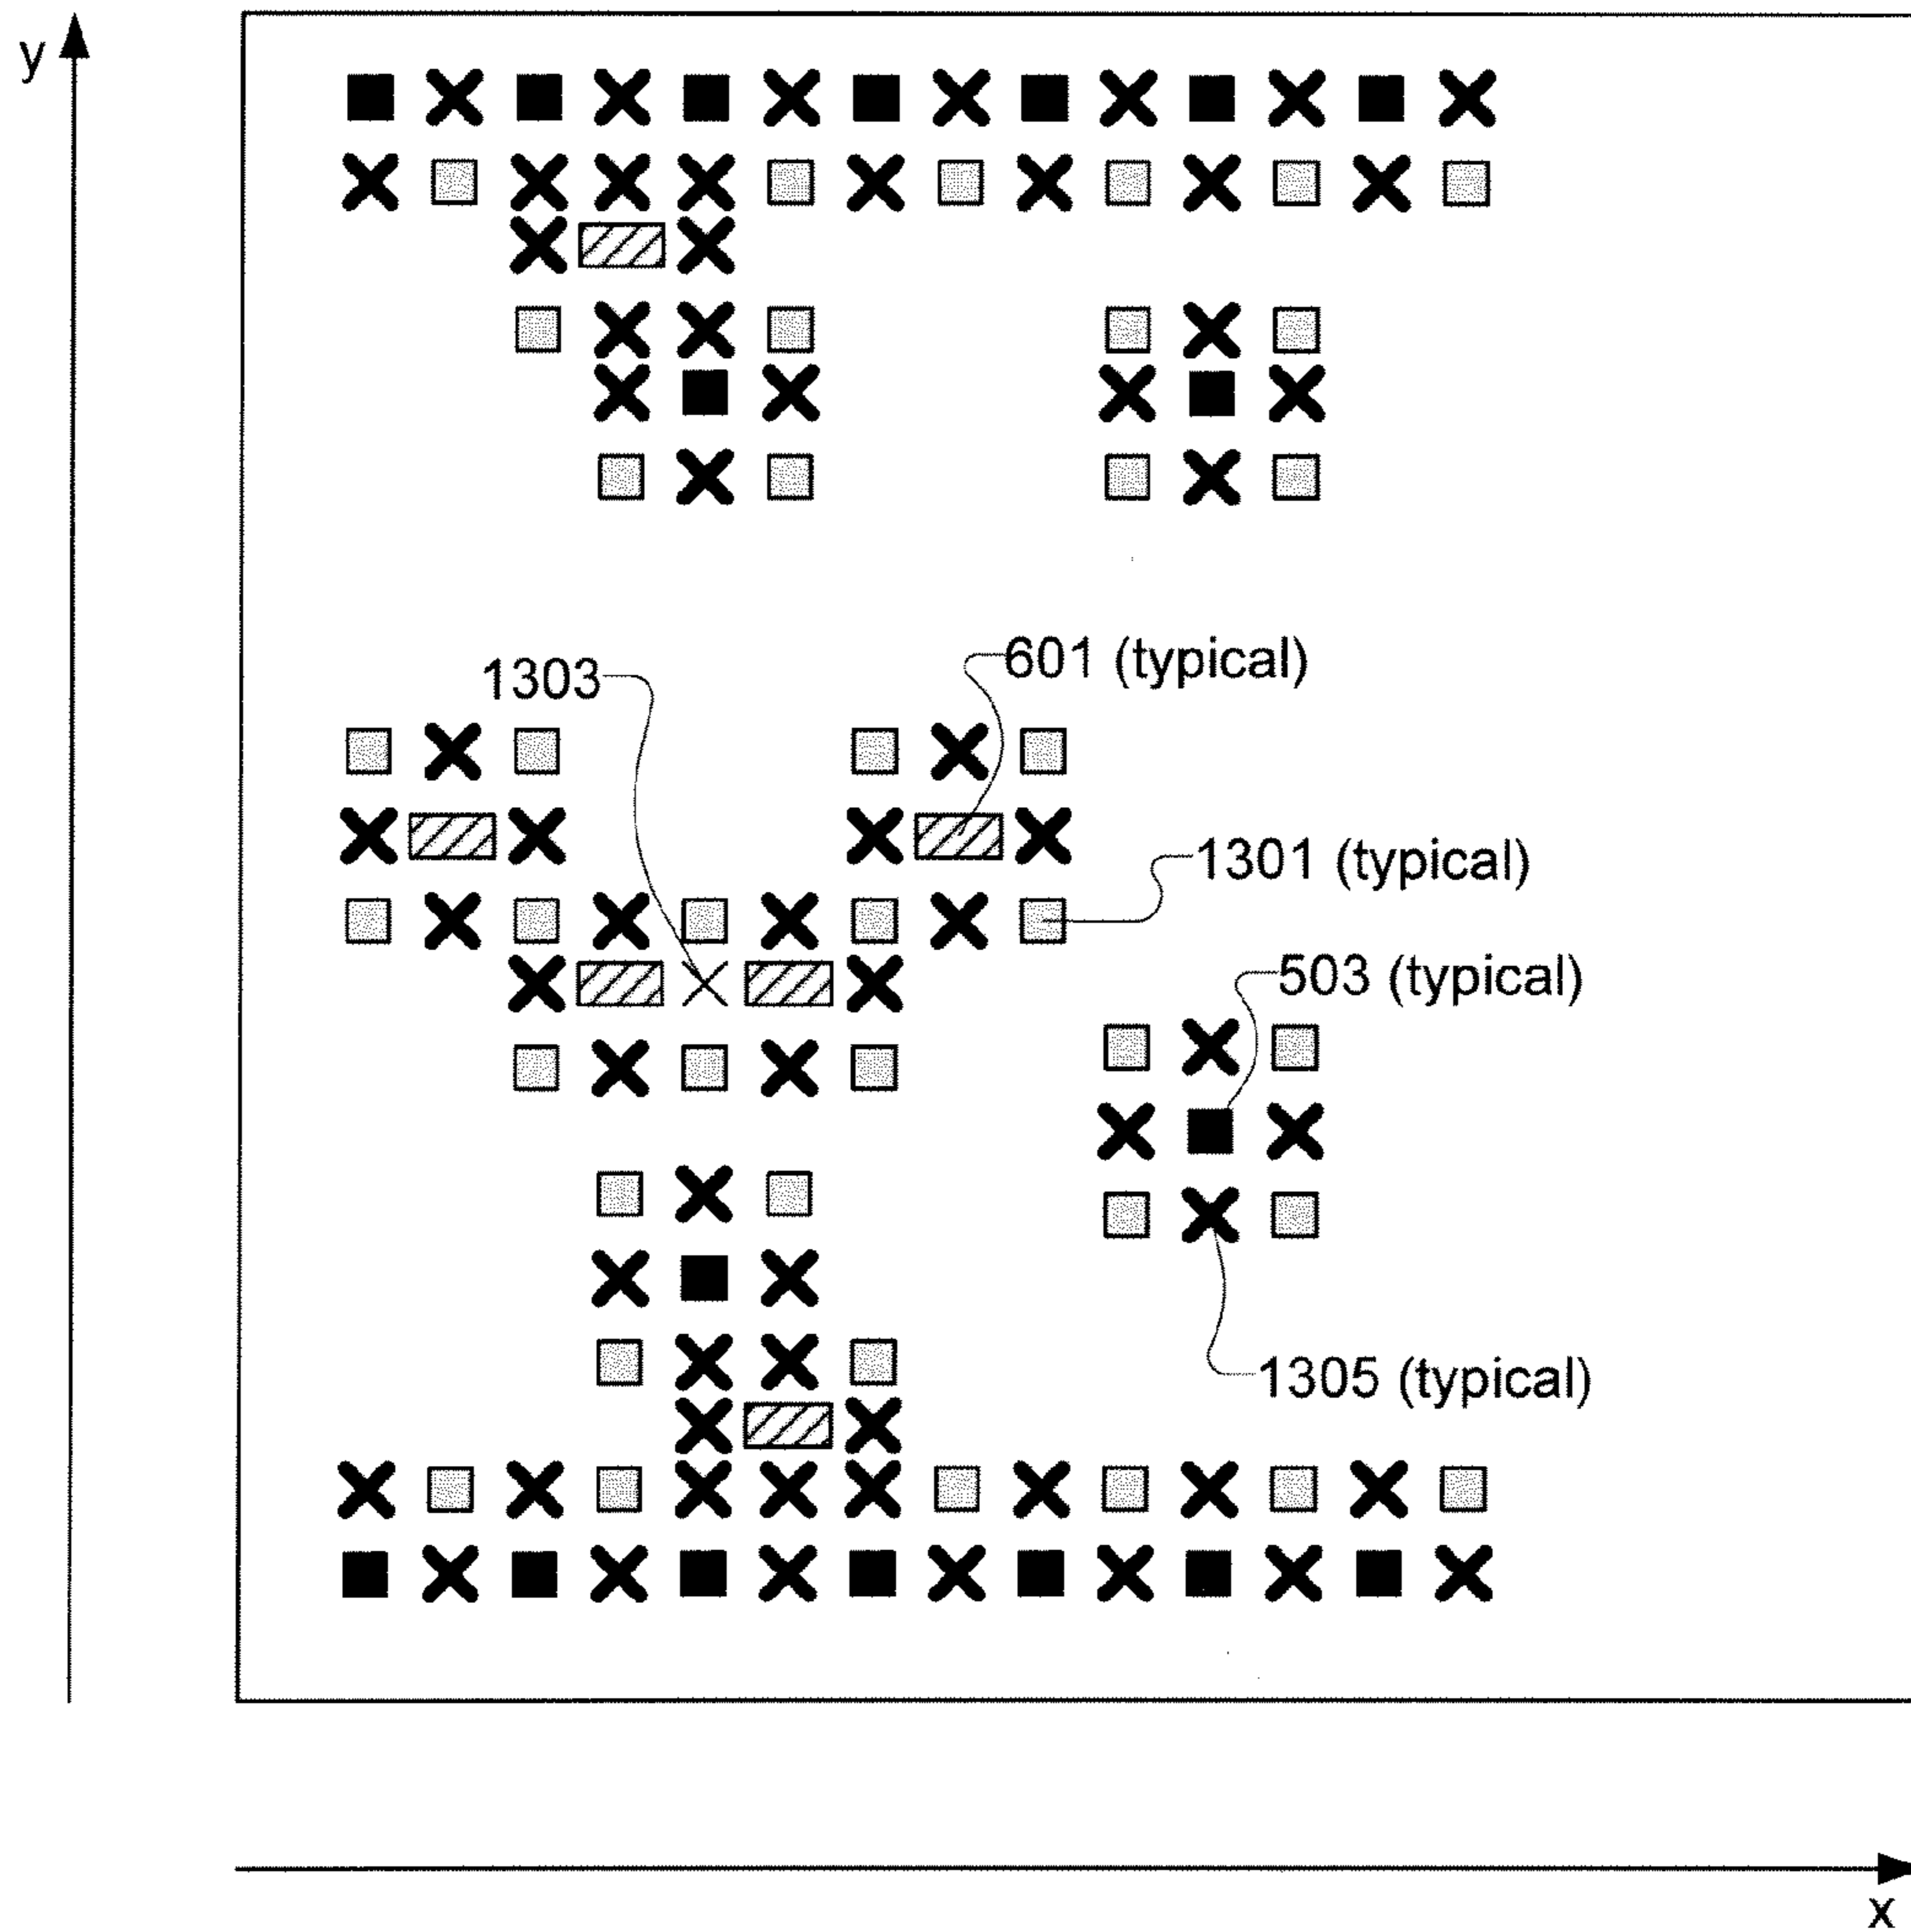 y
601 (typical)
1303
1301 (typical)
503 (typical)
1305 (typical)
x